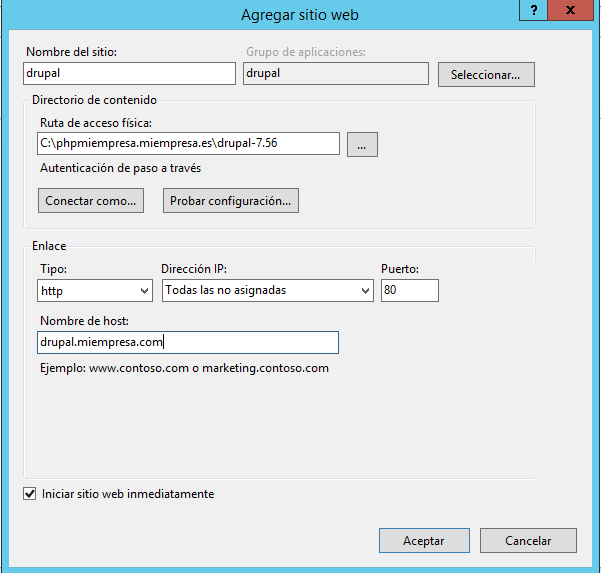 Agregar sitio web
?
x
Nombre del sitio:
Grupo de aplicaciones:
drupal
drupal
Seleccionar...
Directorio de contenido
Ruta de acceso física:
C:\phpmiempresa.miempresa.es\drupal-7.56
...
Autenticación de paso a través
Conectar como...
Probar configuración...
Enlace
Tipo:
Dirección IP:
Puerto:
http
Todas las no asignadas
80
Nombre de host:
drupal.miempresa.com
Ejemplo: www.contoso.com o marketing.contoso.com
Iniciar sitio web inmediatamente
Aceptar
Cancelar